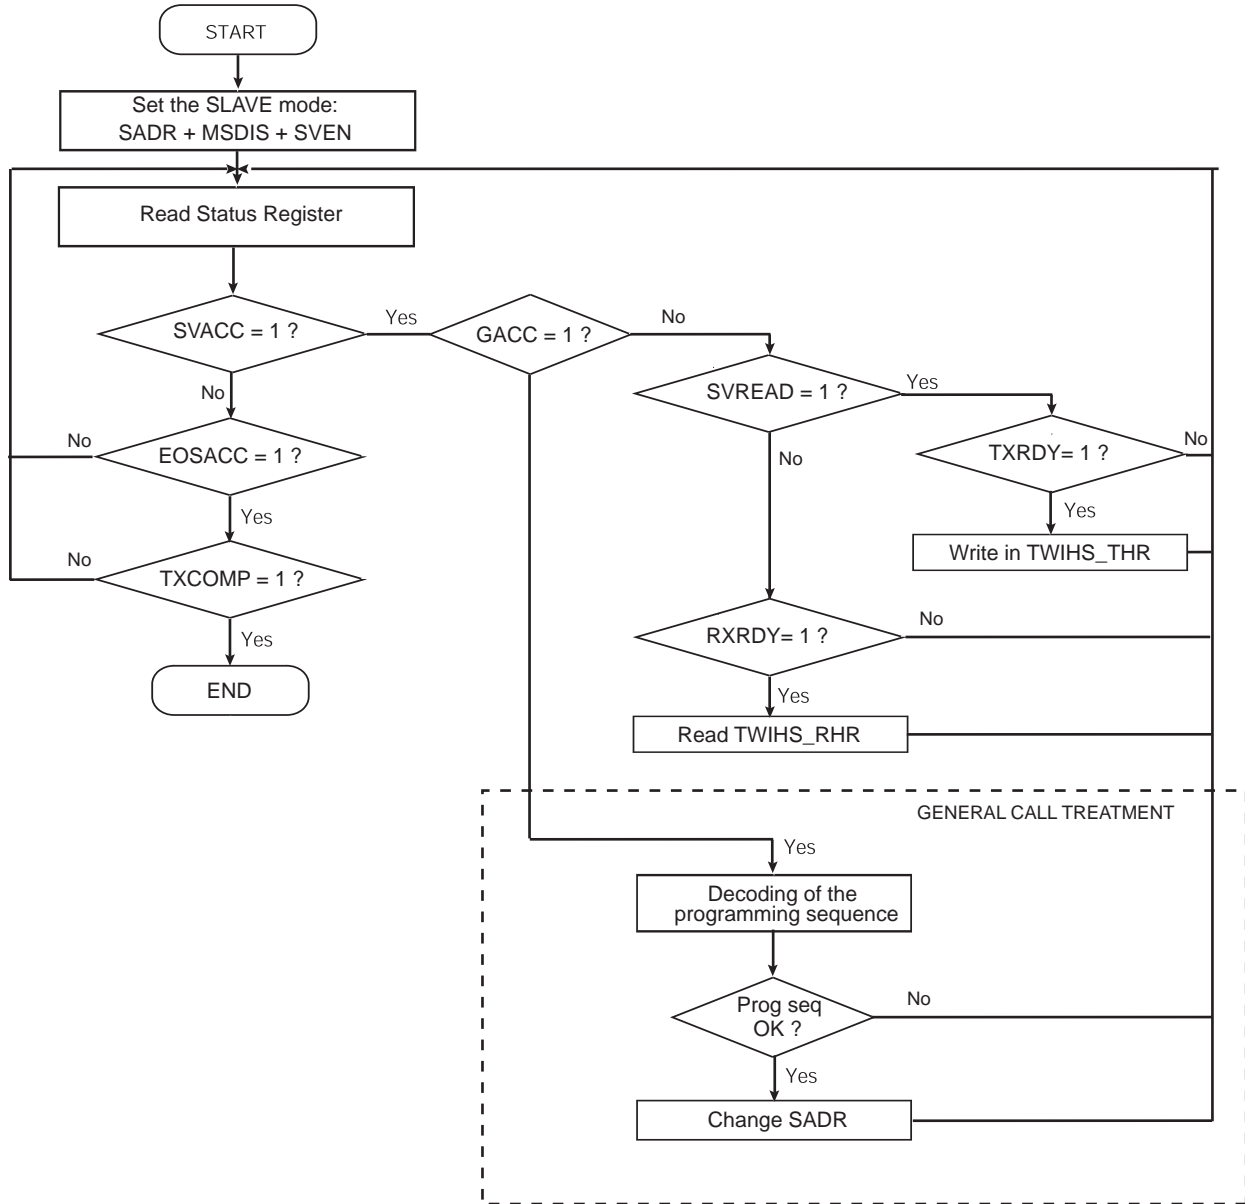 START
Set the SLAVE mode:
SADR + MSDIS + SVEN
Read Status Register
SVACC = 1 ?
Yes
GACC = 1 ?
No
SVREAD = 1 ?
Yes
No
EOSACC = 1 ?
No
No
TXRDY= 1 ?
No
Yes
Yes
Write in TWIHS_THR
No
TXCOMP = 1 ?
RXRDY= 1 ?
No
Yes
END
Yes
Read TWIHS_RHR
GENERAL CALL TREATMENT
Yes
Decoding of the
programming sequence
Prog seq
OK ?
No
Yes
Change SADR